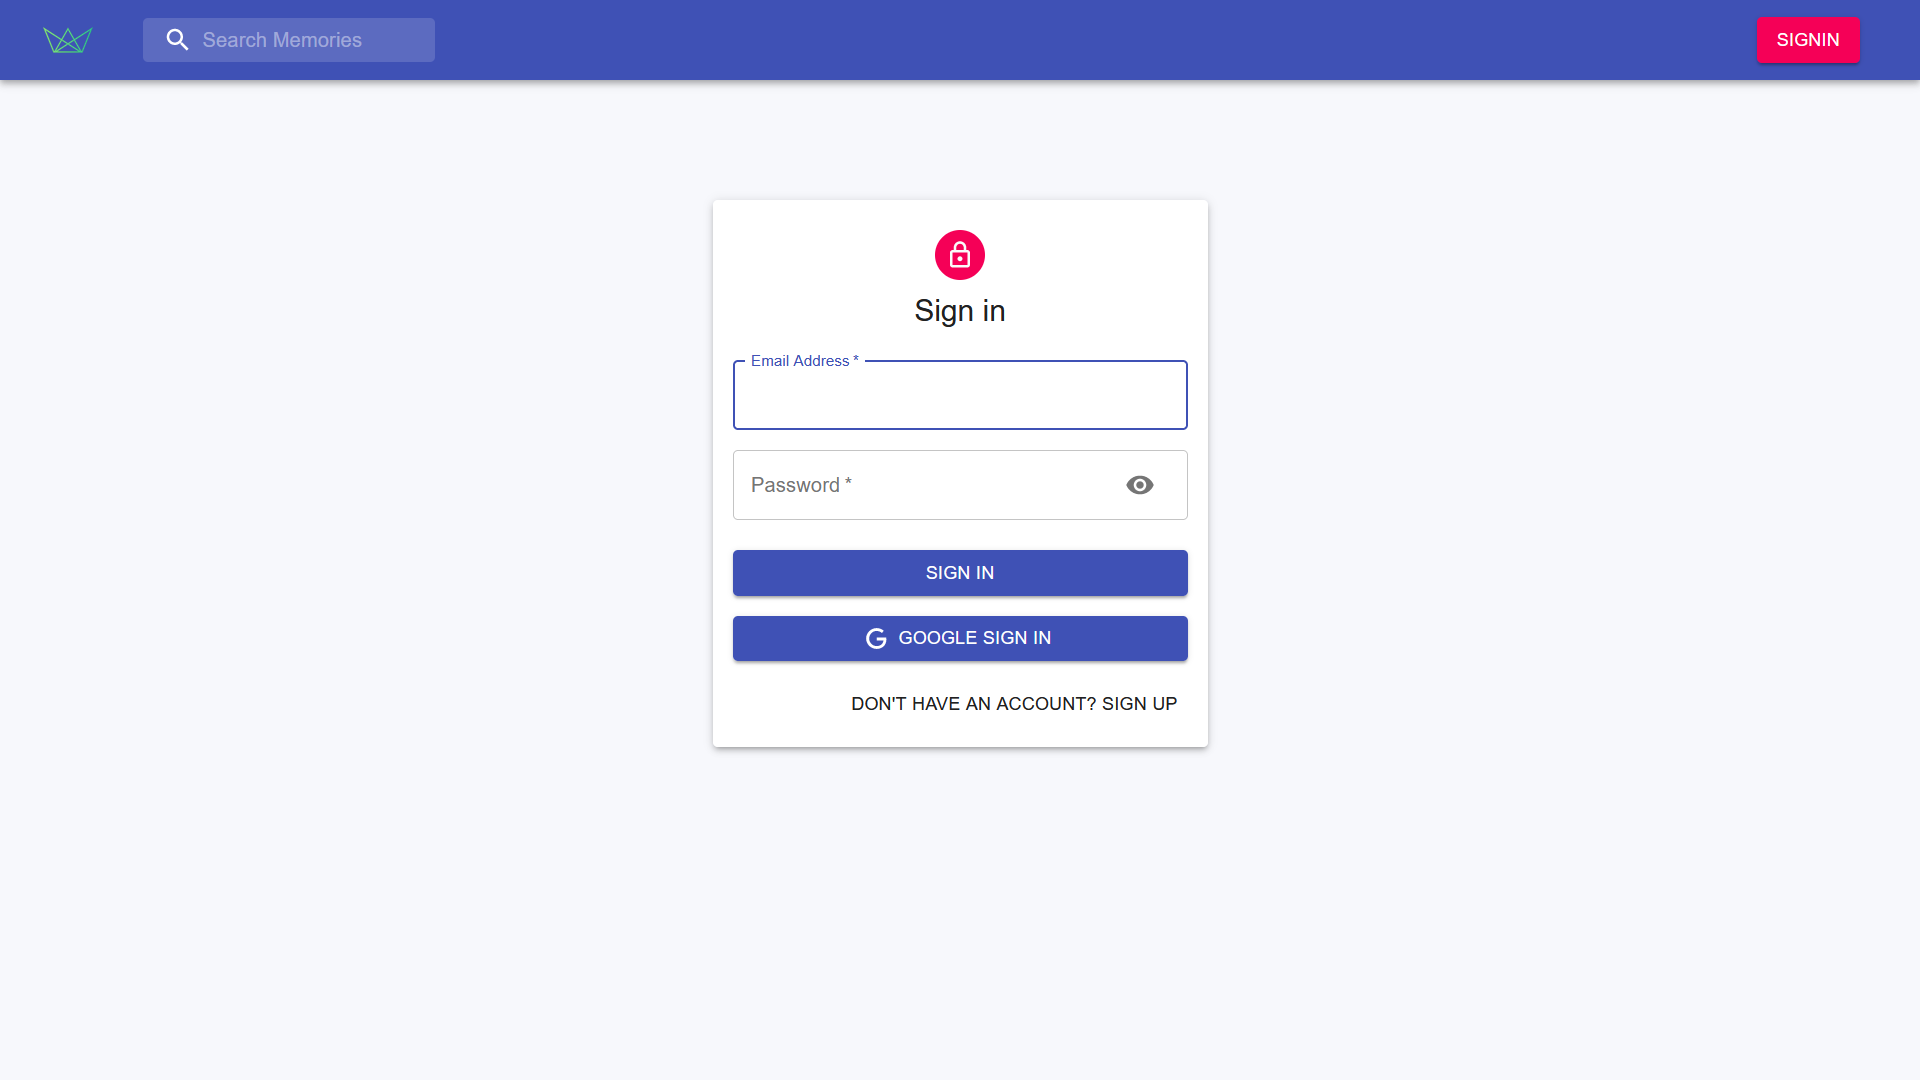 Search Memories
SIGNIN
Sign in
Email Address *
Password *
SIGN IN
GOOGLE SIGN IN
DON'T HAVE AN ACCOUNT? SIGN UP